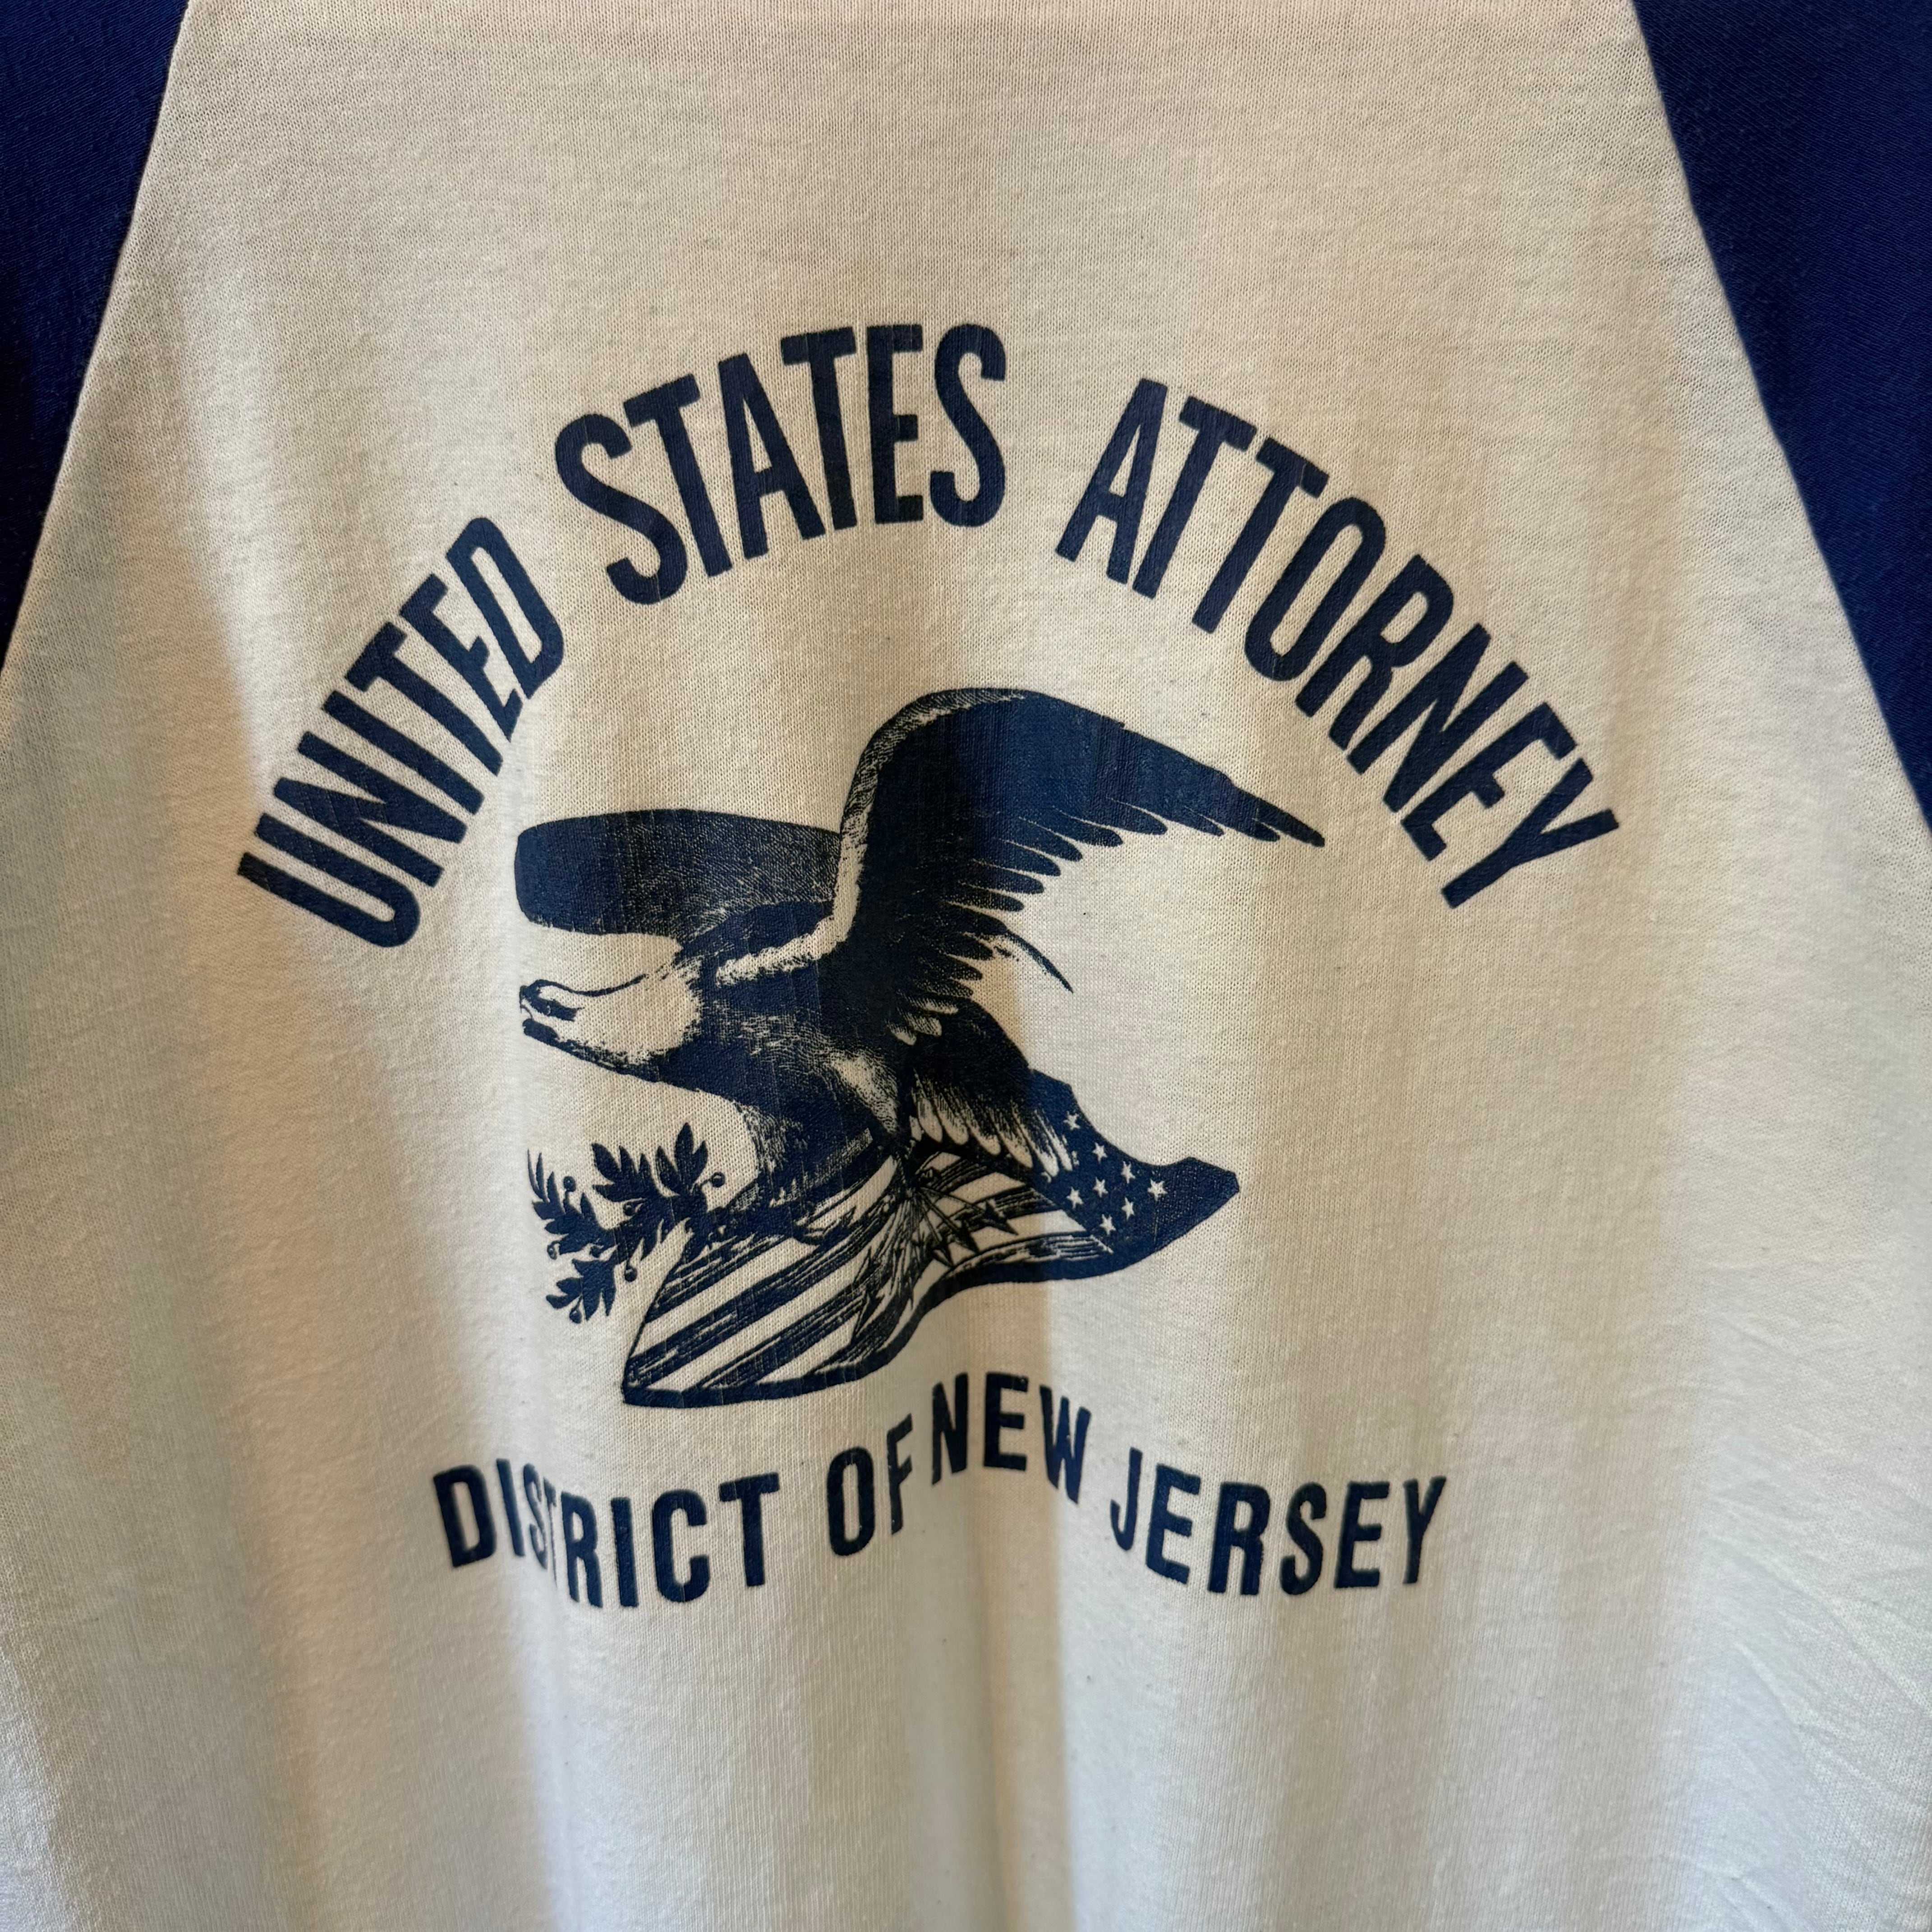 UNITED STATES ATTORNEY
DISTRICT OF NEW JERSEY